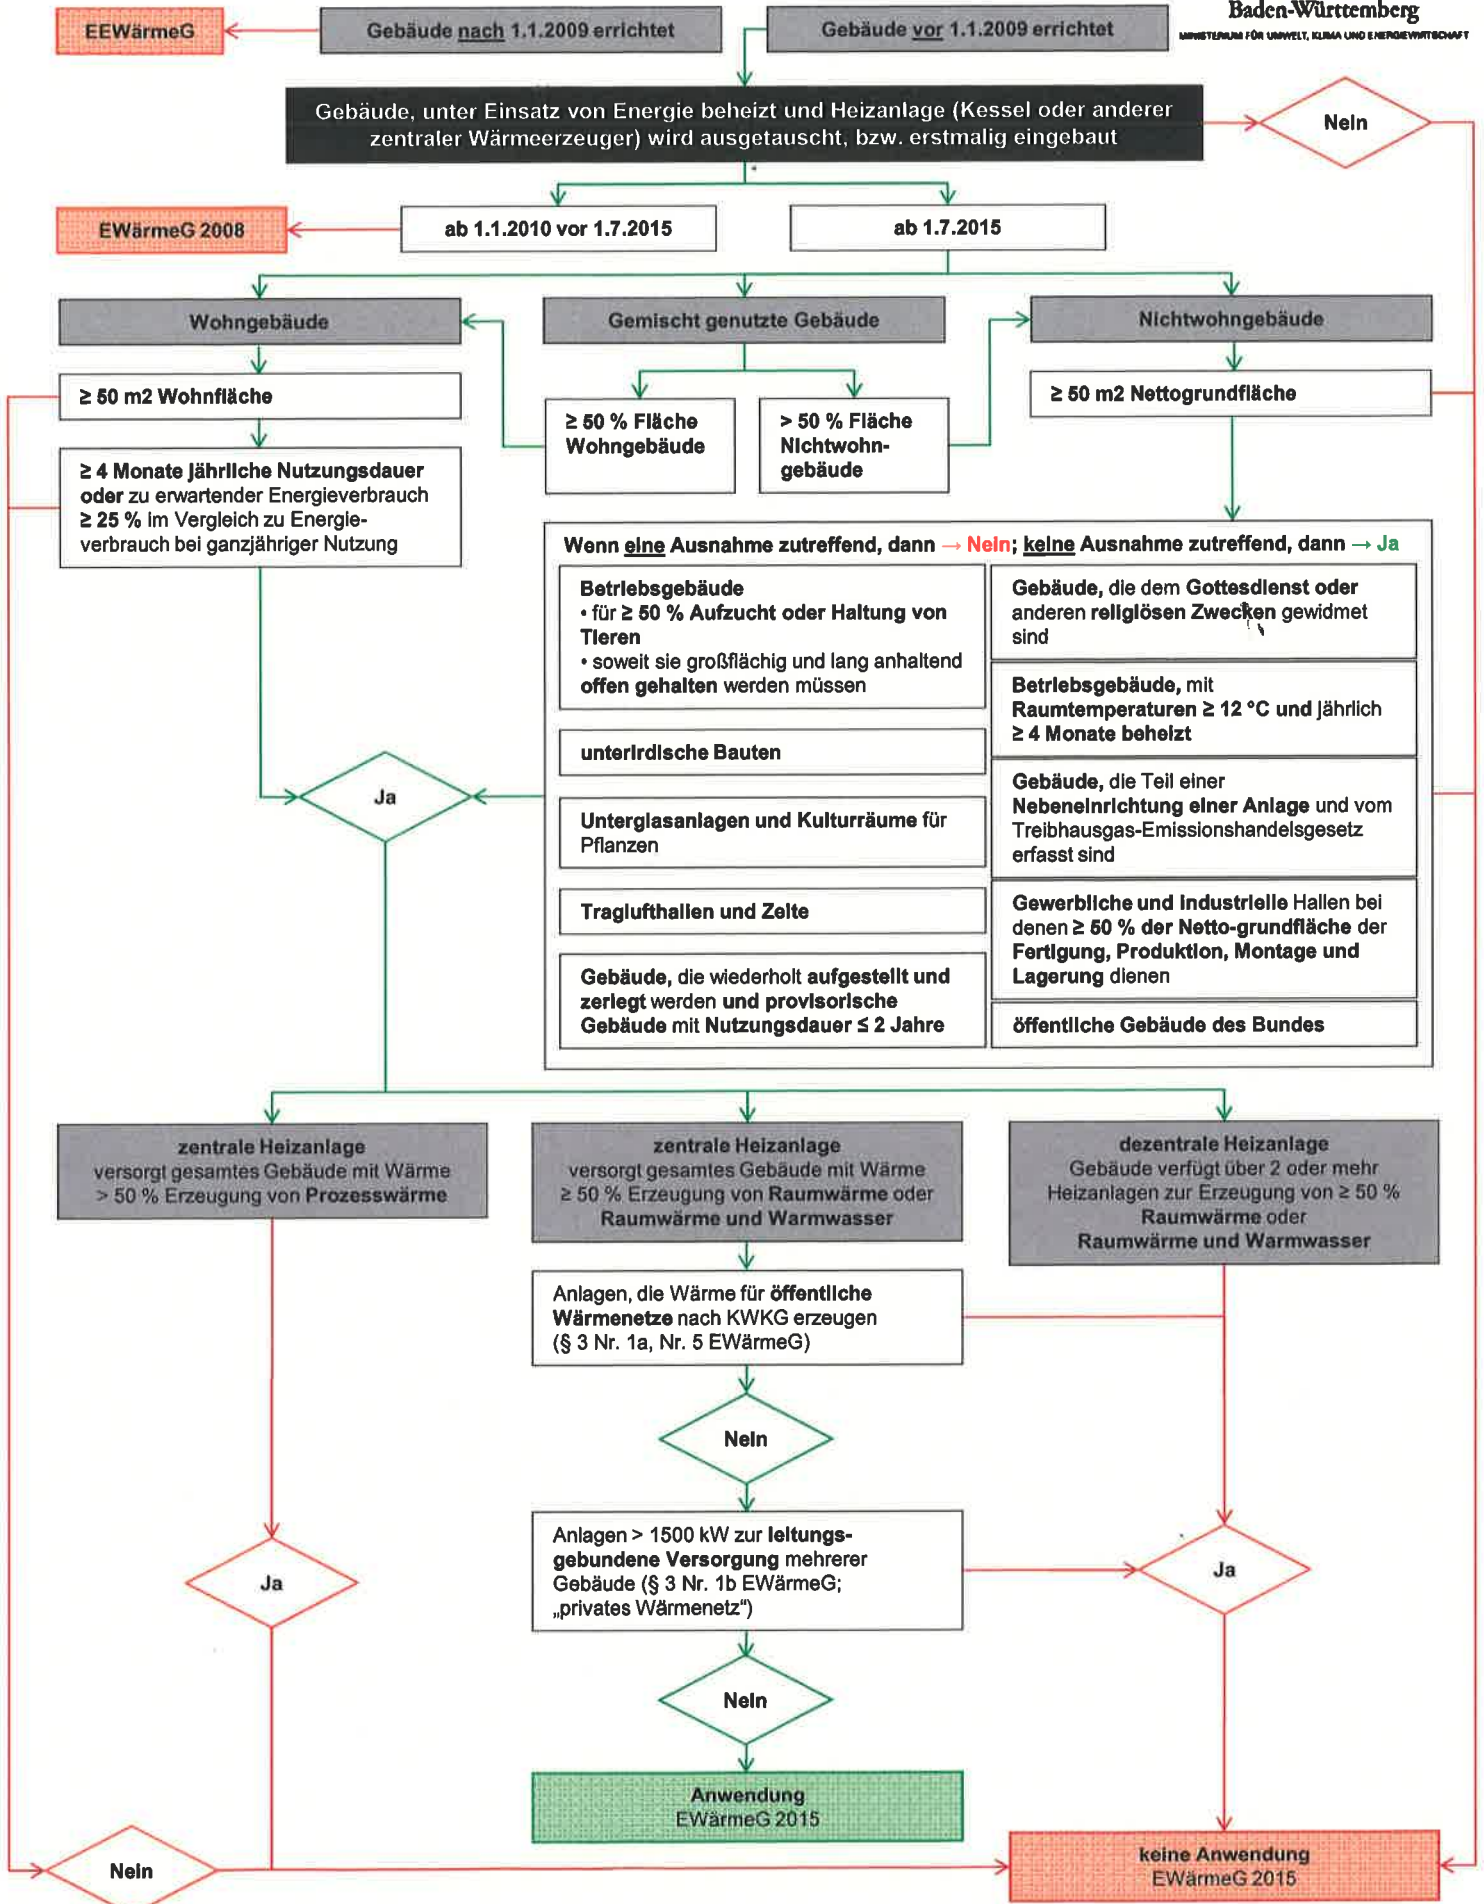 Baden-Württemberg
MINISTERIUM FÜR UMWELT, KLIMA UND ENERGIEWIRTSCHAFT
EEWärmeG
Gebäude nach 1.1.2009 errichtet
Gebäude vor 1.1.2009 errichtet
Gebäude, unter Einsatz von Energie beheizt und Heizanlage (Kessel oder anderer
zentraler Wärmeerzeuger) wird ausgetauscht, bzw. erstmalig eingebaut
Nein
EWärmeG 2008
ab 1.1.2010 vor 1.7.2015
ab 1.7.2015
Wohngebäude
Gemischt genutzte Gebäude
Nichtwohngebäude
≥ 50 m2 Wohnfläche
≥ 50 % Fläche
Wohngebäude
> 50 % Fläche
Nichtwohn-
gebäude
≥ 50 m2 Nettogrundfläche
≥ 4 Monate jährliche Nutzungsdauer
oder zu erwartender Energieverbrauch
≥ 25 % im Vergleich zu Energie-
verbrauch bei ganzjähriger Nutzung
Wenn eine Ausnahme zutreffend, dann → Nein; keine Ausnahme zutreffend, dann → Ja
Betriebsgebäude
• für ≥ 50 % Aufzucht oder Haltung von
Tieren
• soweit sie großflächig und lang anhaltend
offen gehalten werden müssen
unterirdische Bauten
Unterglasanlagen und Kulturräume für
Pflanzen
Traglufthallen und Zelte
Gebäude, die wiederholt aufgestellt und
zerlegt werden und provisorische
Gebäude mit Nutzungsdauer ≤ 2 Jahre
Gebäude, die dem Gottesdienst oder
anderen religiösen Zwecken gewidmet
sind
Betriebsgebäude, mit
Raumtemperaturen ≥ 12 °C und jährlich
≥ 4 Monate beheizt
Gebäude, die Teil einer
Nebeneinrichtung einer Anlage und vom
Treibhausgas-Emissionshandelsgesetz
erfasst sind
Gewerbliche und industrielle Hallen bei
denen ≥ 50 % der Netto-grundfläche der
Fertigung, Produktion, Montage und
Lagerung dienen
öffentliche Gebäude des Bundes
Ja
zentrale Heizanlage
versorgt gesamtes Gebäude mit Wärme
> 50 % Erzeugung von Prozesswärme
zentrale Heizanlage
versorgt gesamtes Gebäude mit Wärme
≥ 50 % Erzeugung von Raumwärme oder
Raumwärme und Warmwasser
dezentrale Heizanlage
Gebäude verfügt über 2 oder mehr
Heizanlagen zur Erzeugung von ≥ 50 %
Raumwärme oder
Raumwärme und Warmwasser
Anlagen, die Wärme für öffentliche
Wärmenetze nach KWKG erzeugen
(§ 3 Nr. 1a, Nr. 5 EWärmeG)
Nein
Anlagen > 1500 kW zur leitungs-
gebundene Versorgung mehrerer
Gebäude (§ 3 Nr. 1b EWärmeG;
„privates Wärmenetz“)
Ja
Ja
Nein
Anwendung
EWärmeG 2015
Nein
keine Anwendung
EWärmeG 2015